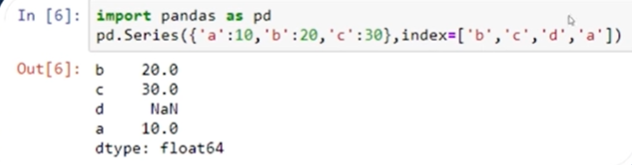 In [6]: import pandas as pd
pd.Series({'a':10,'b':20,'c':30},index=['b','c','d','a'])
Out[6]: b 20.0
c 30.0
d NaN
a 10.0
dtype: float64